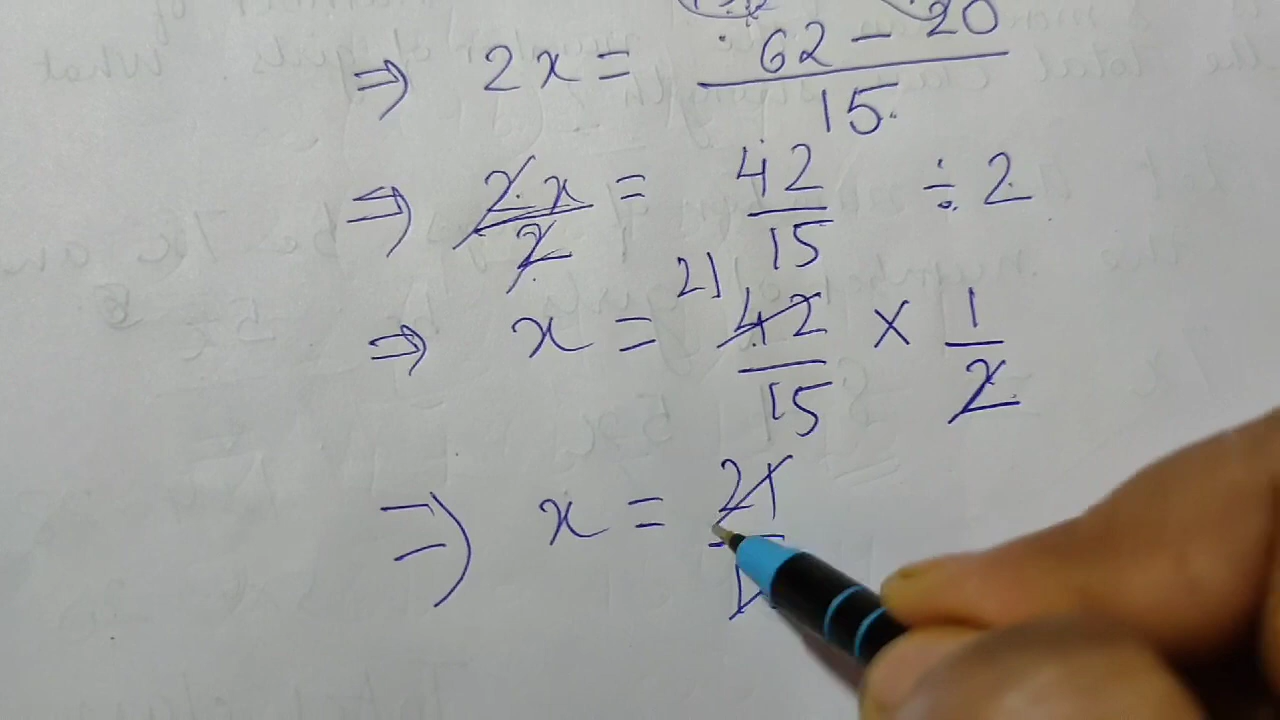 ⇒ 2x = 62 − 20 / 15
⇒ 2x / 2 = 42 / 15 ÷ 2
⇒ x = 21 42 / 15 × 1 / 2
⇒ x = 21